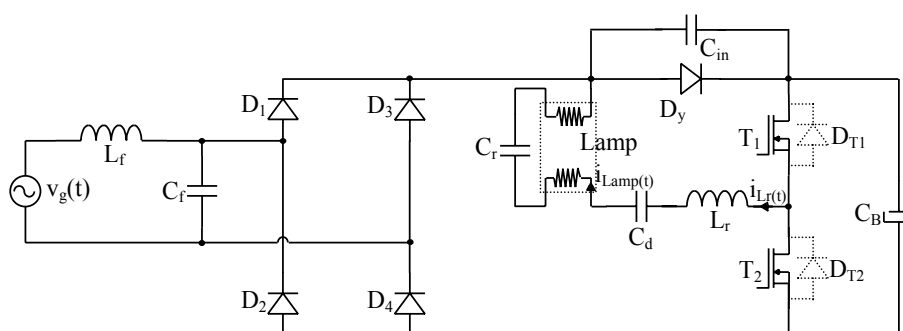 C_in
D_1
D_3
D_y
L_f
C_r
Lamp
T_1
D_T1
v_g(t)
C_f
i_Lamp(t)
i_Lr(t)
L_r
C_B
C_d
D_2
D_4
T_2
D_T2